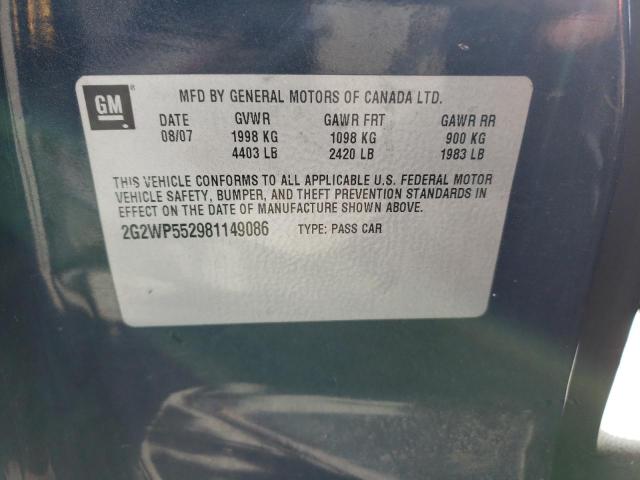 GM ®
MFD BY GENERAL MOTORS OF CANADA LTD.
DATE GVWR GAWR FRT GAWR RR
08/07 1998 KG 1098 KG 900 KG
4403 LB 2420 LB 1983 LB
THIS VEHICLE CONFORMS TO ALL APPLICABLE U.S. FEDERAL MOTOR
VEHICLE SAFETY, BUMPER, AND THEFT PREVENTION STANDARDS IN
EFFECT ON THE DATE OF MANUFACTURE SHOWN ABOVE.
2G2WP552981149086 TYPE: PASS CAR